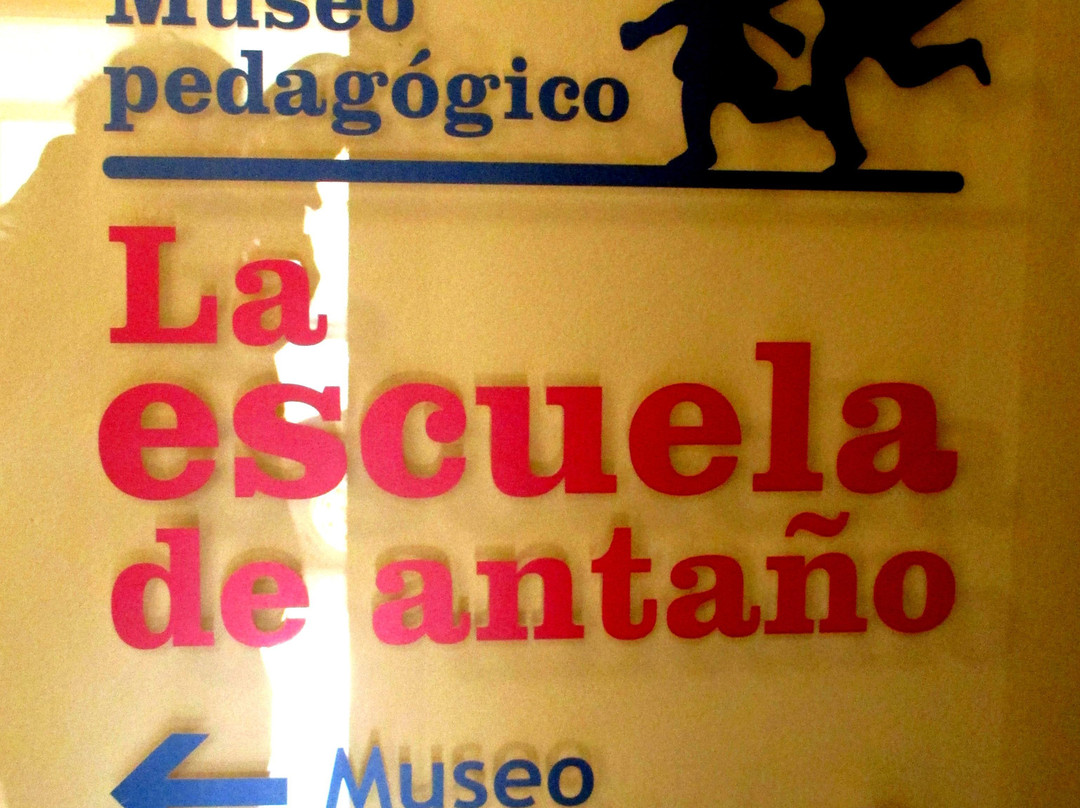 Museo
pedagógico
La
escuela
de antaño
Museo